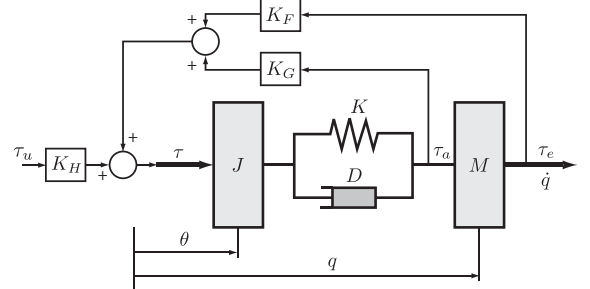 + K_F
+ K_G
K
τ_u K_H + + τ J D τ_a M τ_e
q̇
θ
q